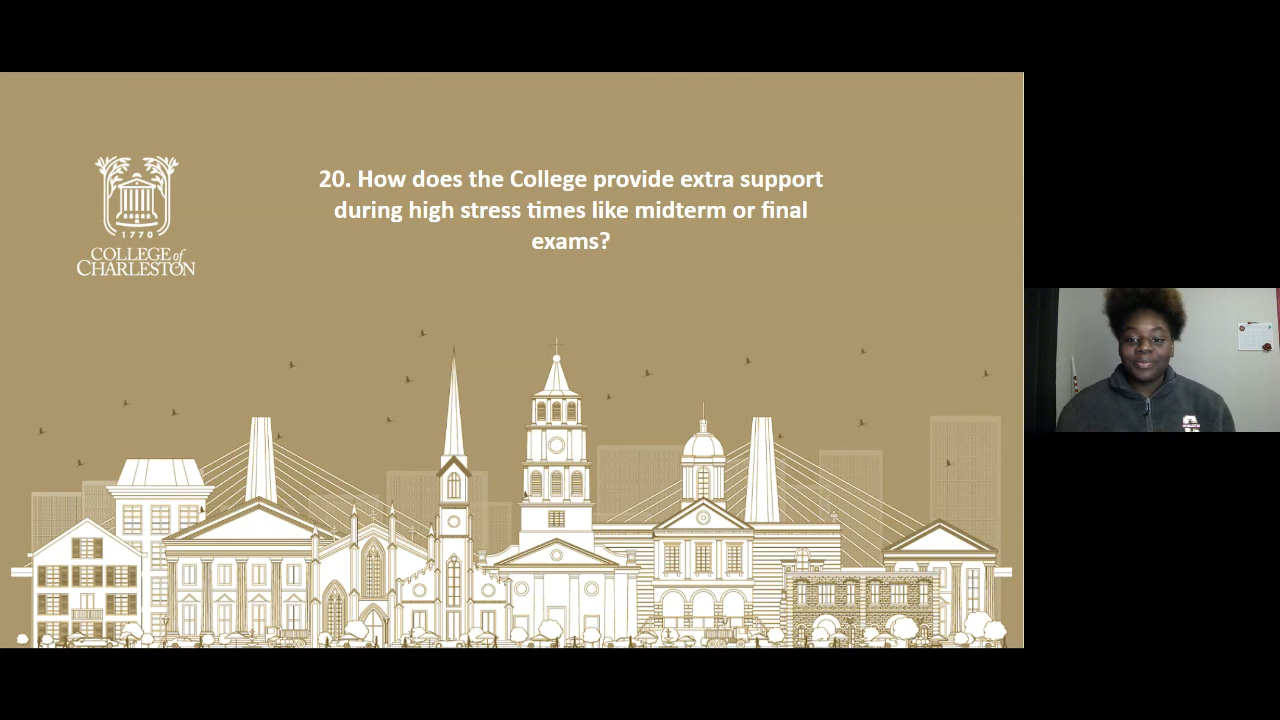 1770
COLLEGE of
CHARLESTON
20. How does the College provide extra support
during high stress times like midterm or final
exams?